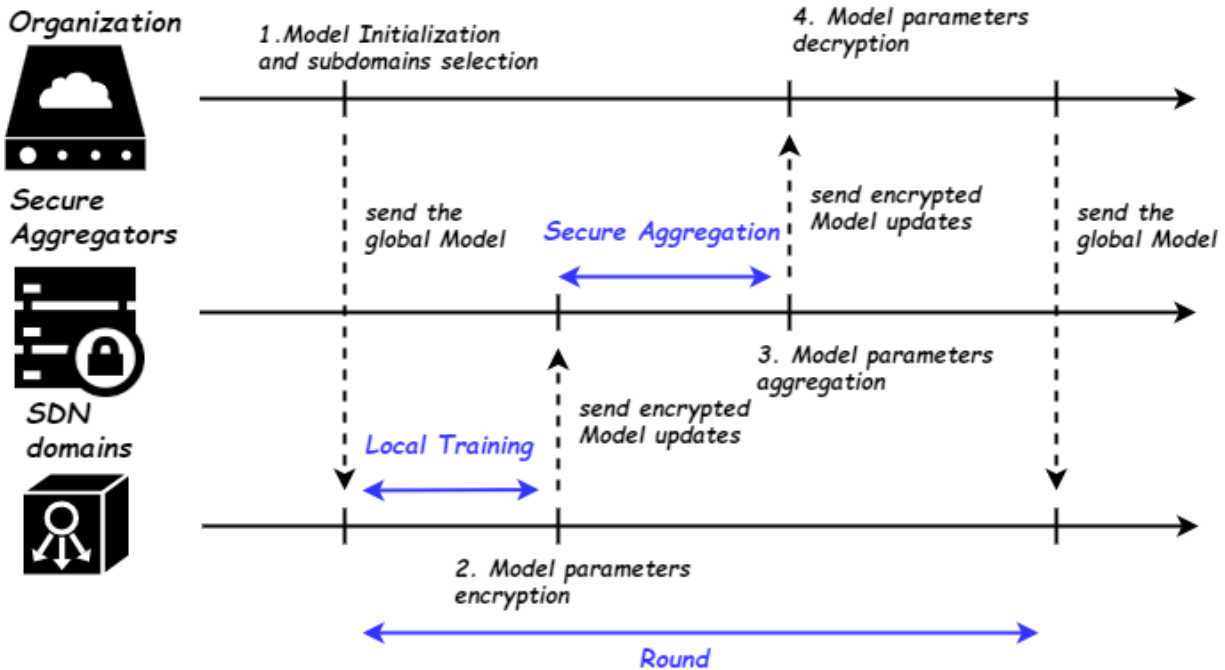 Organization
1.Model Initialization
and subdomains selection
4. Model parameters
decryption
Secure
Aggregators
send the
global Model
Secure Aggregation
send encrypted
Model updates
send the
global Model
3. Model parameters
aggregation
SDN
domains
send encrypted
Model updates
Local Training
2. Model parameters
encryption
Round